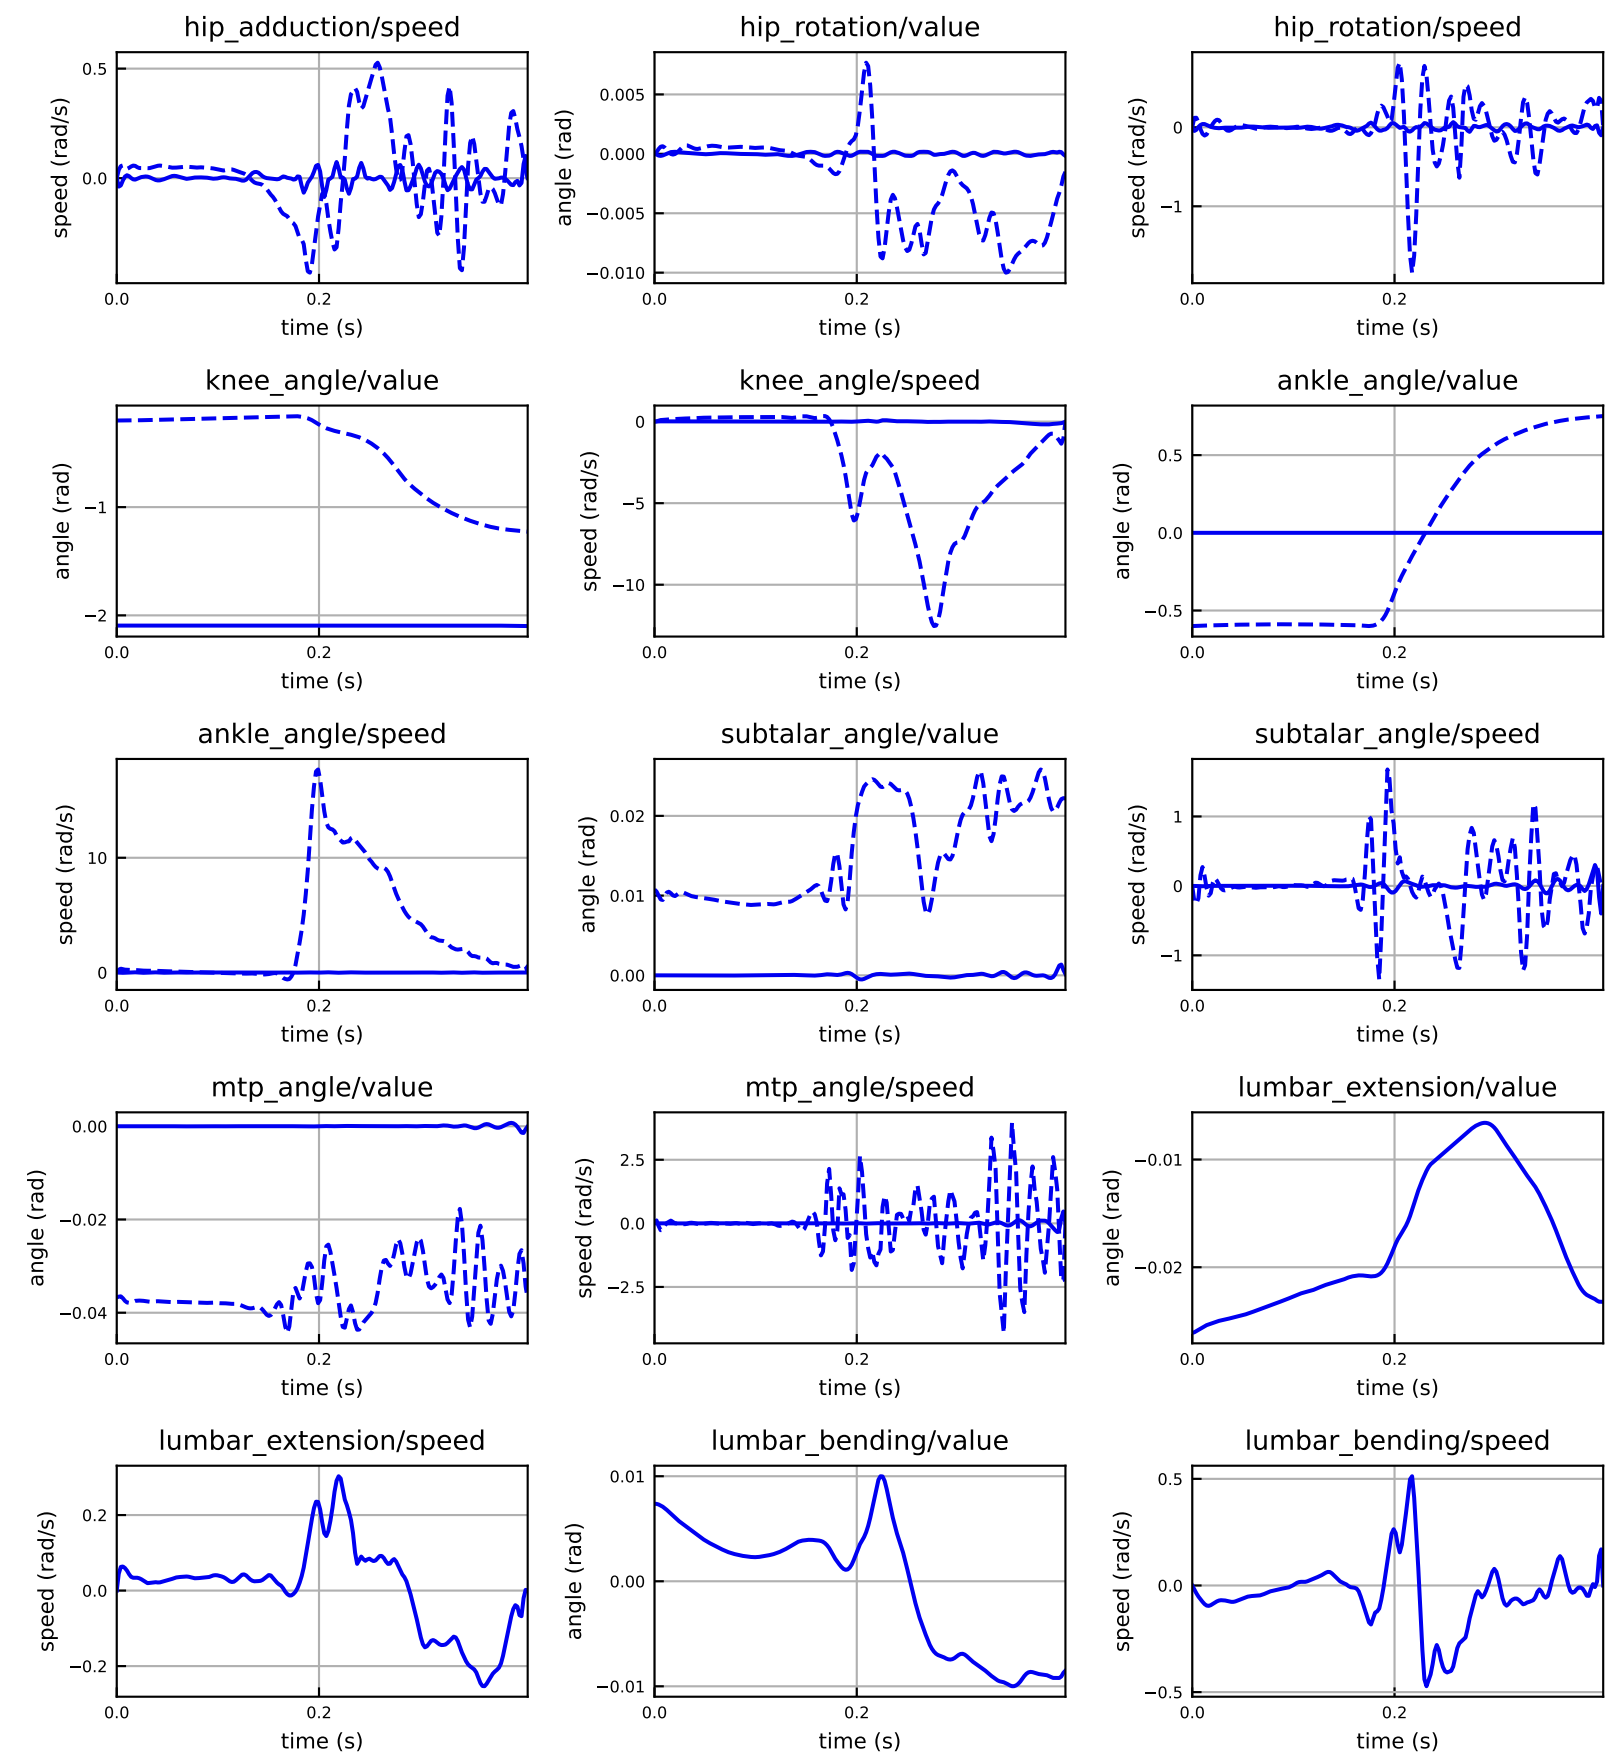 hip_adduction/speed
speed (rad/s)
0.5
0.0
0.0
0.2
time (s)
hip_rotation/value
angle (rad)
0.005
0.000
−0.005
−0.010
0.0
0.2
time (s)
hip_rotation/speed
speed (rad/s)
0
−1
0.0
0.2
time (s)
knee_angle/value
angle (rad)
−1
−2
0.0
0.2
time (s)
knee_angle/speed
speed (rad/s)
0
−5
−10
0.0
0.2
time (s)
ankle_angle/value
angle (rad)
0.5
0.0
−0.5
0.0
0.2
time (s)
ankle_angle/speed
speed (rad/s)
10
0
0.0
0.2
time (s)
subtalar_angle/value
angle (rad)
0.02
0.01
0.00
0.0
0.2
time (s)
subtalar_angle/speed
speed (rad/s)
1
0
−1
0.0
0.2
time (s)
mtp_angle/value
angle (rad)
0.00
−0.02
−0.04
0.0
0.2
time (s)
mtp_angle/speed
speed (rad/s)
2.5
0.0
−2.5
0.0
0.2
time (s)
lumbar_extension/value
angle (rad)
−0.01
−0.02
0.0
0.2
time (s)
lumbar_extension/speed
speed (rad/s)
0.2
0.0
−0.2
0.0
0.2
time (s)
lumbar_bending/value
angle (rad)
0.01
0.00
−0.01
0.0
0.2
time (s)
lumbar_bending/speed
speed (rad/s)
0.5
0.0
−0.5
0.0
0.2
time (s)